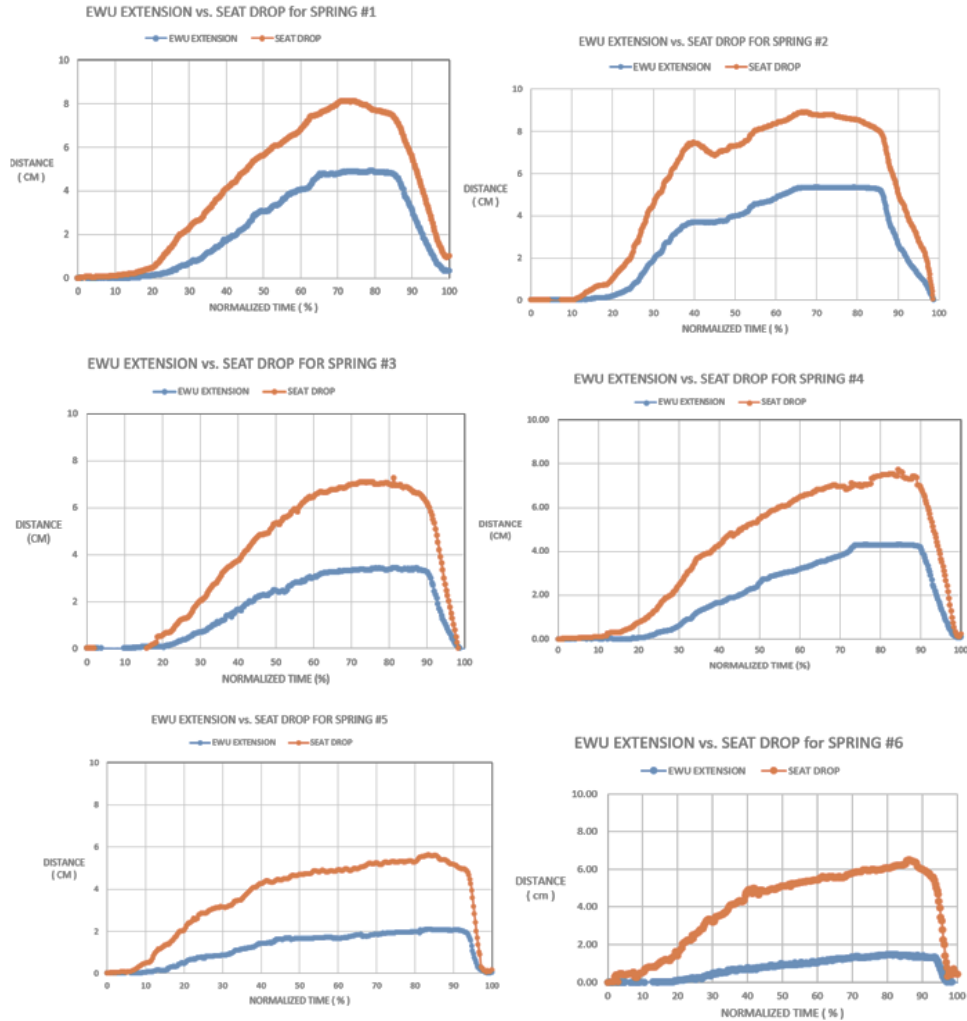 EWU EXTENSION vs. SEAT DROP for SPRING #1
EWU EXTENSION SEAT DROP
10
8
6
4
2
0
DISTANCE
( CM )
0 10 20 30 40 50 60 70 80 90 100
NORMALIZED TIME ( % )
EWU EXTENSION vs. SEAT DROP FOR SPRING #2
EWU EXTENSION SEAT DROP
10
8
6
4
2
0
DISTANCE
( CM )
0 10 20 30 40 50 60 70 80 90 100
NORMALIZED TIME ( % )
EWU EXTENSION vs. SEAT DROP FOR SPRING #3
EWU EXTENSION SEAT DROP
10
8
6
4
2
0
DISTANCE
(CM)
0 10 20 30 40 50 60 70 80 90 100
NORMALIZED TIME (%)
EWU EXTENSION vs. SEAT DROP FOR SPRING #4
EWU EXTENSION SEAT DROP
10.00
8.00
6.00
4.00
2.00
0.00
DISTANCE
(CM)
0 10 20 30 40 50 60 70 80 90 100
NORMALIZED TIME (%)
EWU EXTENSION vs. SEAT DROP FOR SPRING #5
EWU EXTENSION SEAT DROP
10
8
6
4
2
0
DISTANCE
( CM )
0 10 20 30 40 50 60 70 80 90 100
NORMALIZED TIME ( % )
EWU EXTENSION vs. SEAT DROP for SPRING #6
EWU EXTENSION SEAT DROP
10.00
8.00
6.00
4.00
2.00
0.00
DISTANCE
( cm )
0 10 20 30 40 50 60 70 80 90 100
NORMALIZED TIME ( % )